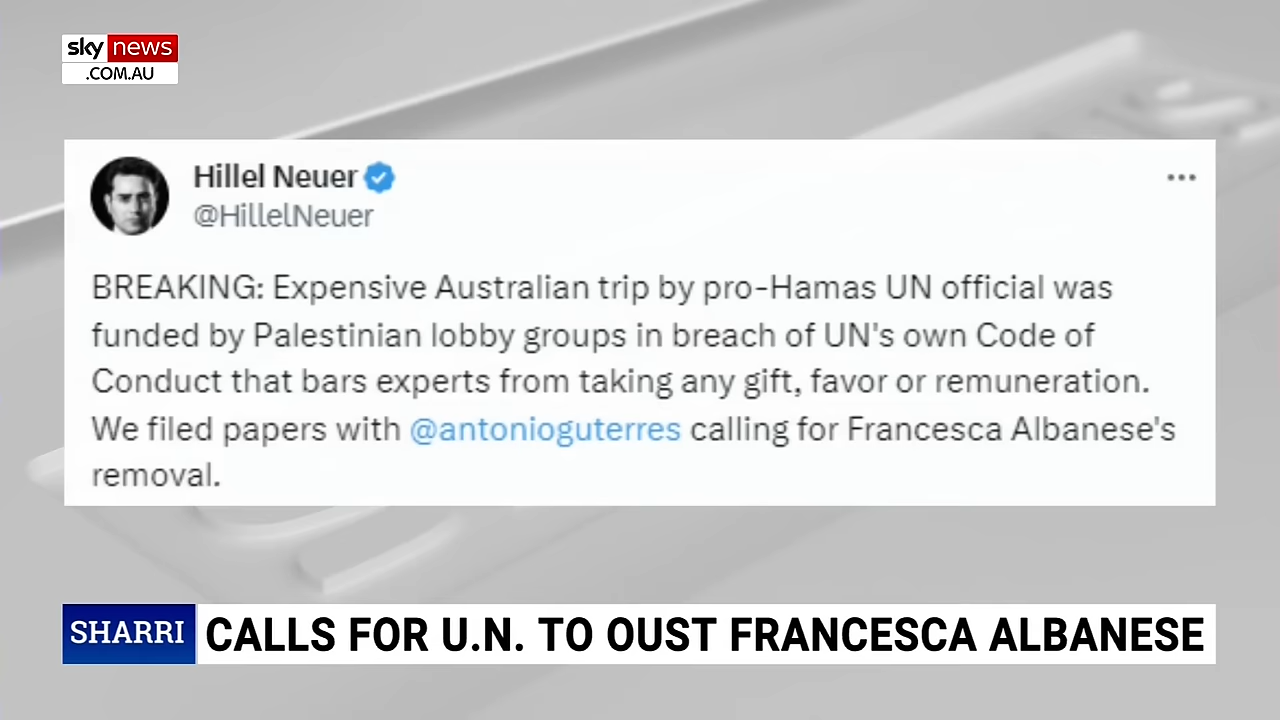 sky news
.COM.AU
Hillel Neuer
@HillelNeuer
BREAKING: Expensive Australian trip by pro-Hamas UN official was
funded by Palestinian lobby groups in breach of UN's own Code of
Conduct that bars experts from taking any gift, favor or remuneration.
We filed papers with @antonioguterres calling for Francesca Albanese's
removal.
SHARRI CALLS FOR U.N. TO OUST FRANCESCA ALBANESE